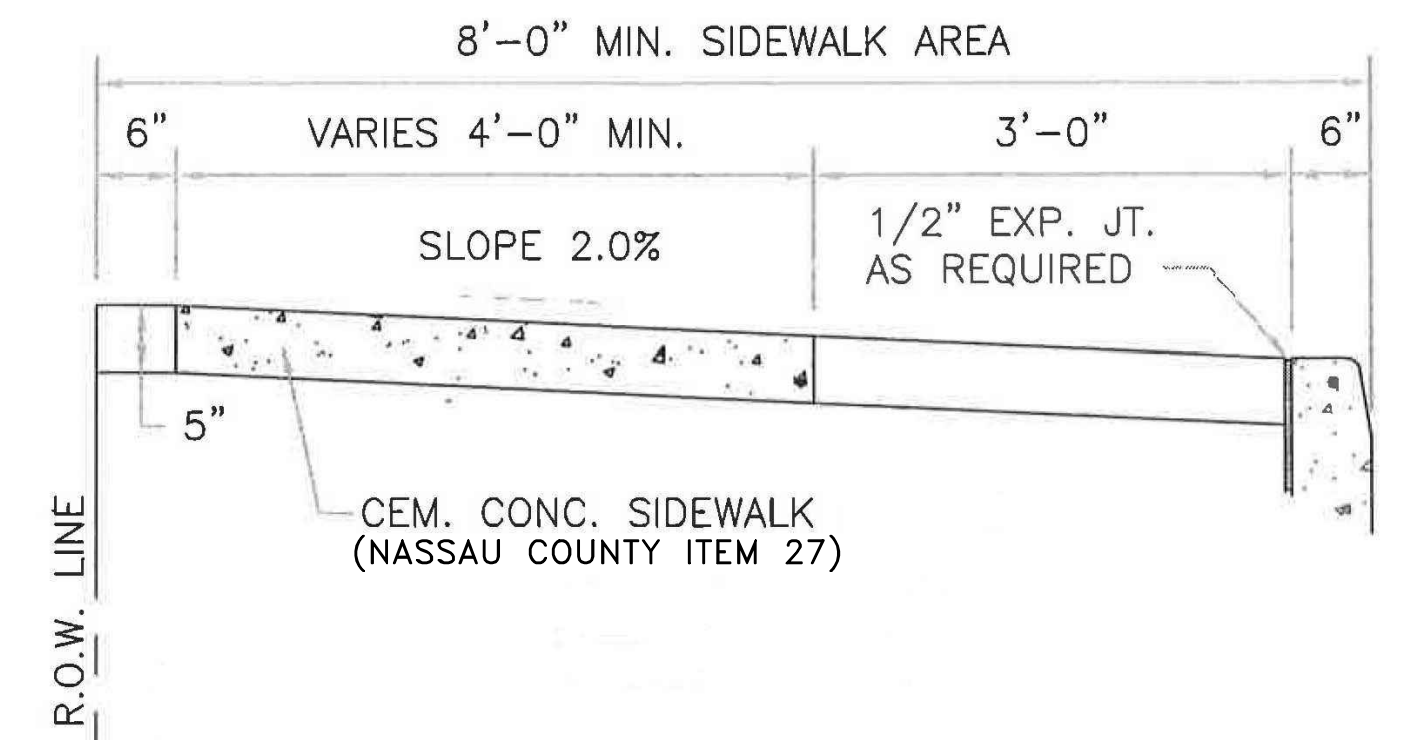 8'-0" MIN. SIDEWALK AREA
6" VARIES 4'-0" MIN. 3'-0" 6"
SLOPE 2.0%
1/2" EXP. JT.
AS REQUIRED
5"
CEM. CONC. SIDEWALK
(NASSAU COUNTY ITEM 27)
R.O.W. LINE